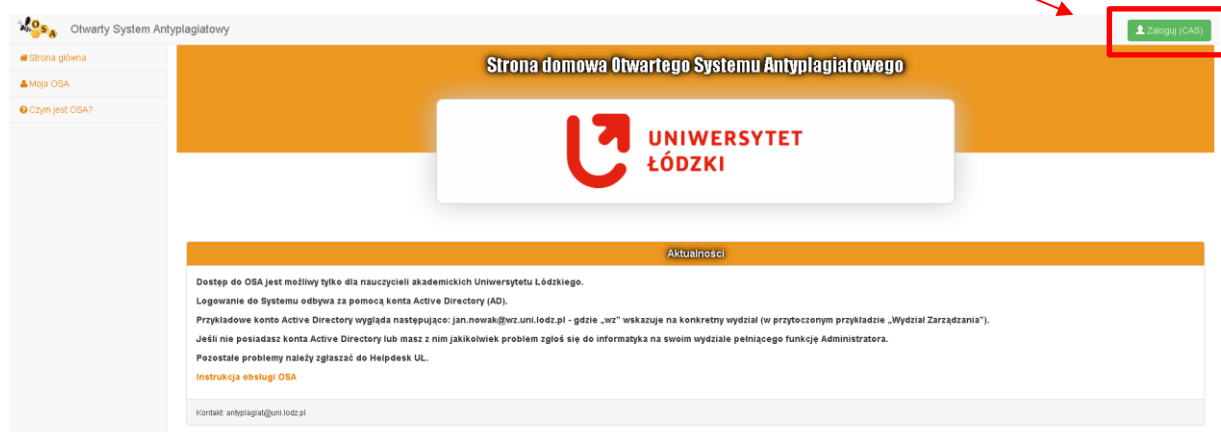 OSA
Otwarty System Antyplagiatowy
Zaloguj (CAS)
Strona główna
Moja OSA
Czym jest OSA?
Strona domowa Otwartego Systemu Antyplagiatowego
UNIWERSYTET
ŁÓDZKI
Aktualności
Dostęp do OSA jest możliwy tylko dla nauczycieli akademickich Uniwersytetu Łódzkiego.
Logowanie do Systemu odbywa za pomocą konta Active Directory (AD).
Przykładowe konto Active Directory wygląda następująco: jan.nowak@wz.uni.lodz.pl - gdzie „wz" wskazuje na konkretny wydział (w przytoczonym przykładzie „Wydział Zarządzania").
Jeśli nie posiadasz konta Active Directory lub masz z nim jakikolwiek problem zgłoś się do informatyka na swoim wydziale pełniącego funkcję Administratora.
Pozostałe problemy należy zgłaszać do Helpdesk UŁ.
Instrukcja obsługi OSA
Kontakt: antyplagiat@uni.lodz.pl